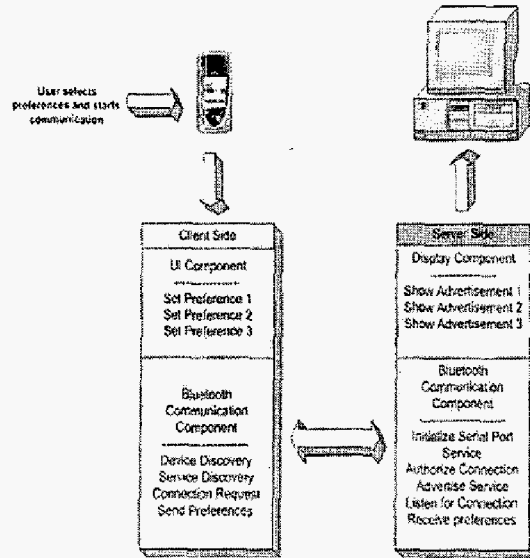 User selects
preferences and starts
communication
Client Side
UI Component
Set Preference 1
Set Preference 2
Set Preference 3
Bluetooth
Communication
Component
Device Discovery
Service Discovery
Connection Request
Send Preferences
Server Side
Display Component
Show Advertisement 1
Show Advertisement 2
Show Advertisement 3
Bluetooth
Communication
Component
Initialize Serial Port
Service
Authorize Connection
Advertise Service
Listen for Connection
Receive preferences